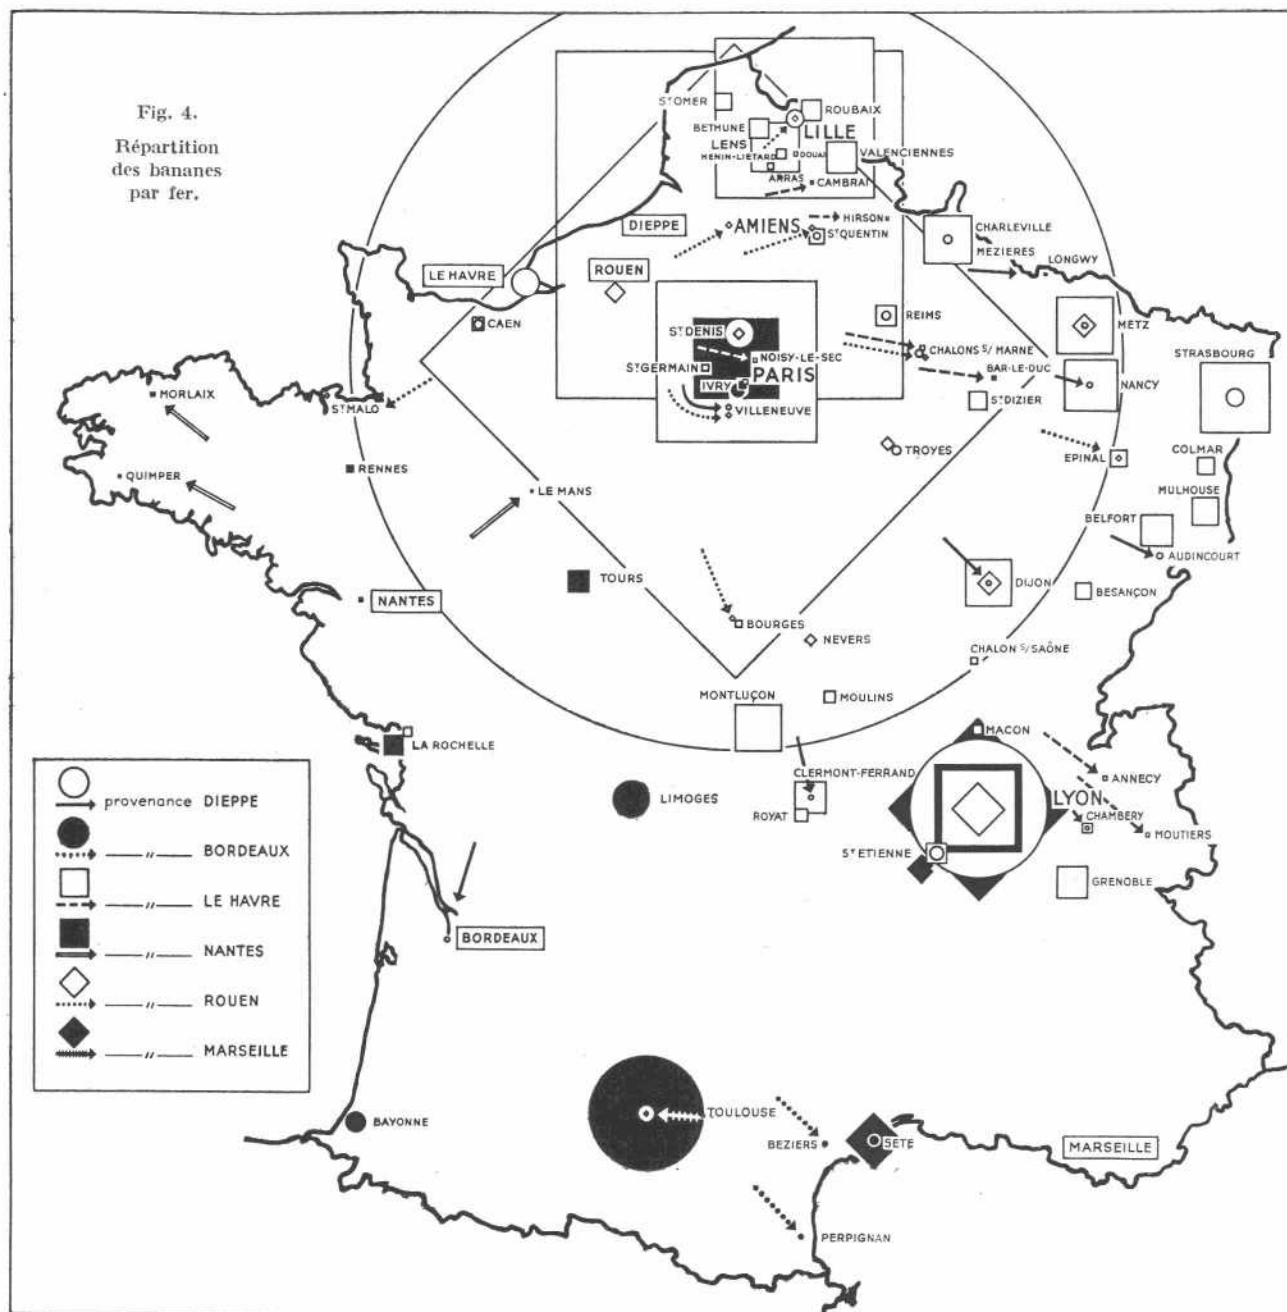 Fig. 4.
Répartition
des bananes
par fer.
ST OMER
ROUBAIX
BETHUNE
LILLE
LENS
HENIN-LIETARD
DOUAI
VALENCIENNES
ARRAS
CAMBRAI
DIEPPE
AMIENS
HIRSON
ST QUENTIN
CHARLEVILLE
MEZIERES
LONGWY
LE HAVRE
ROUEN
CAEN
REIMS
METZ
ST DENIS
CHALONS S/ MARNE
STRASBOURG
NOISY-LE-SEC
ST GERMAIN
PARIS
BAR-LE-DUC
IVRY
NANCY
MORLAIX
ST MALO
VILLENEUVE
ST DIZIER
TROYES
EPINAL
COLMAR
RENNES
QUIMPER
LE MANS
MULHOUSE
BELFORT
AUDINCOURT
TOURS
DIJON
BESANÇON
NANTES
BOURGES
NEVERS
CHALON S/ SAÔNE
MONTLUÇON
MOULINS
LA ROCHELLE
MACON
CLERMONT-FERRAND
ANNECY
LIMOGES
LYON
ROYAT
CHAMBERY
MOUTIERS
ST ETIENNE
GRENOBLE
BORDEAUX
provenance DIEPPE
—"— BORDEAUX
—"— LE HAVRE
—"— NANTES
—"— ROUEN
—"— MARSEILLE
TOULOUSE
BAYONNE
BEZIERS
SETE
MARSEILLE
PERPIGNAN